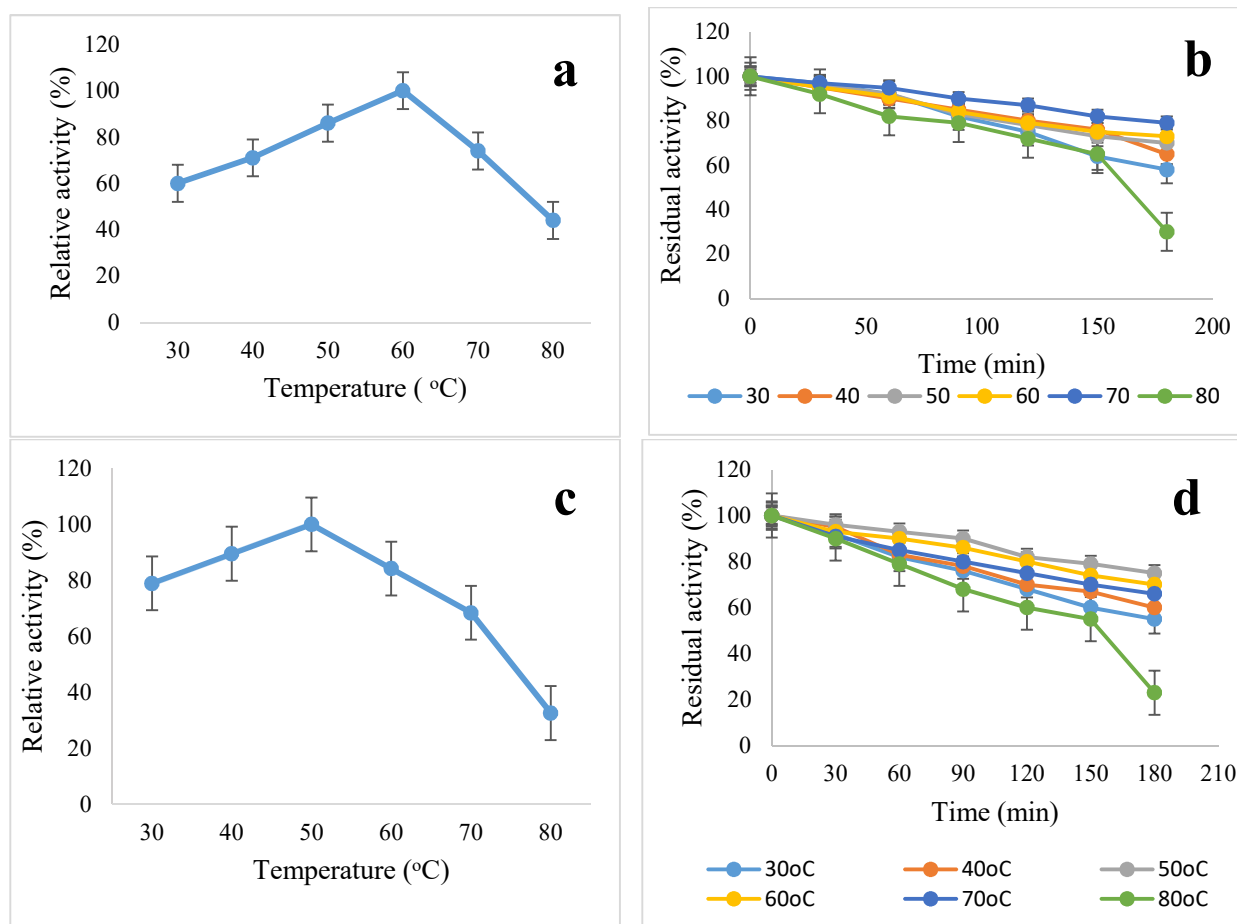 a
120
100
80
60
40
20
0
Relative activity (%)
30 40 50 60 70 80
Temperature ( oC)
b
120
100
80
60
40
20
0
Residual activity (%)
0 50 100 150 200
Time (min)
30 40 50 60 70 80
c
120
100
80
60
40
20
0
Relative activity (%)
30 40 50 60 70 80
Temperature (oC)
d
120
100
80
60
40
20
0
Residual activity (%)
0 30 60 90 120 150 180 210
Time (min)
30oC 40oC 50oC
60oC 70oC 80oC